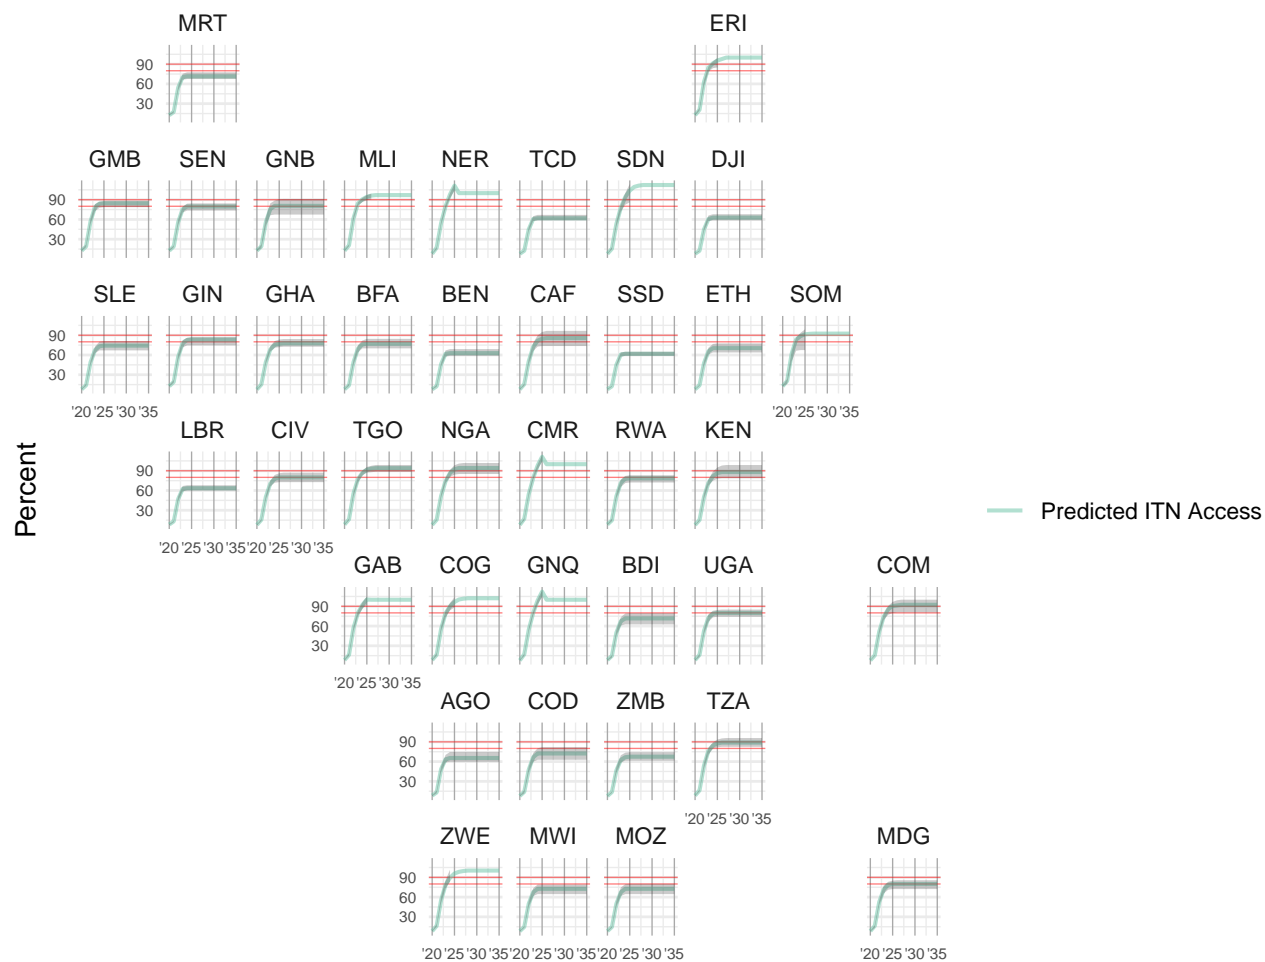 MRT ERI
90
60
30
GMB SEN GNB MLI NER TCD SDN DJI
90
60
30
SLE GIN GHA BFA BEN CAF SSD ETH SOM
90
60
30
'20 '25 '30 '35 '20 '25 '30 '35
LBR CIV TGO NGA CMR RWA KEN
90
60
30
'20 '25 '30 '35 '20 '25 '30 '35
GAB COG GNQ BDI UGA COM
90
60
30
'20 '25 '30 '35
AGO COD ZMB TZA
90
60
30
'20 '25 '30 '35
ZWE MWI MOZ MDG
90
60
30
'20 '25 '30 '35 '20 '25 '30 '35 '20 '25 '30 '35 '20 '25 '30 '35
Percent
Predicted ITN Access